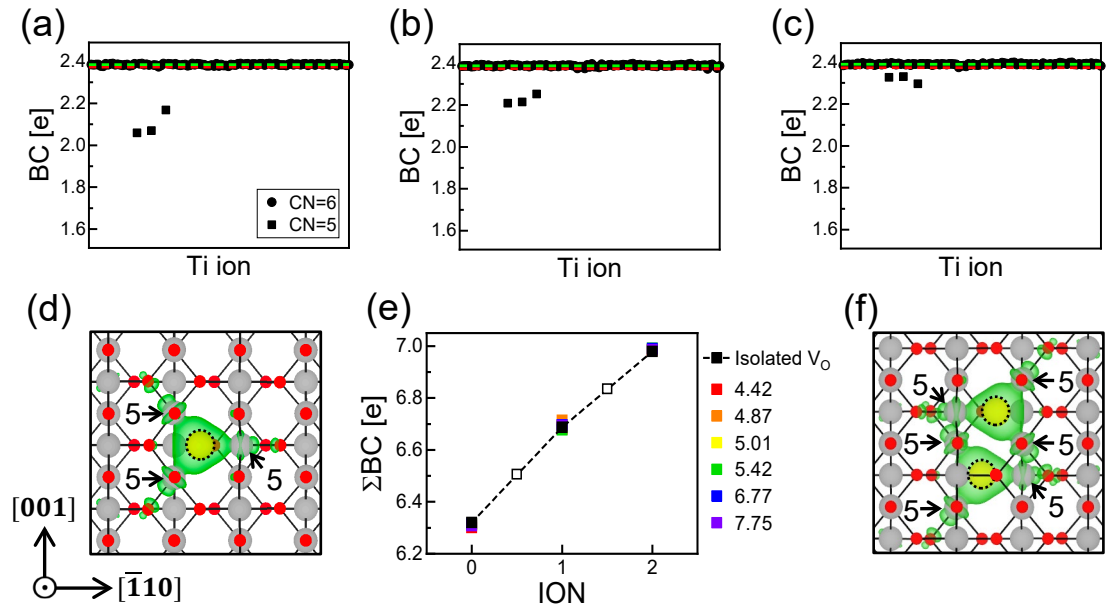 (a)
(b)
(c)
2.4
2.2
2.0
1.8
1.6
BC [e]
CN=6
CN=5
Ti ion
2.4
2.2
2.0
1.8
1.6
BC [e]
Ti ion
2.4
2.2
2.0
1.8
1.6
BC [e]
Ti ion
(d)
5
5
5
[001]
[1̅10]
(e)
7.0
6.8
6.6
6.4
6.2
ΣBC [e]
0 1 2
ION
Isolated V_O
4.42
4.87
5.01
5.42
6.77
7.75
(f)
5 5
5 5
5 5